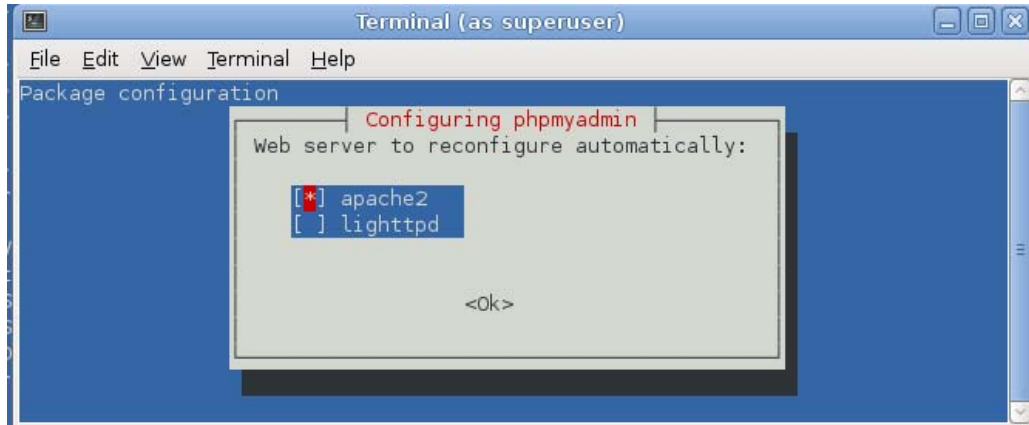 Terminal (as superuser)
File Edit View Terminal Help
Package configuration
Configuring phpmyadmin
Web server to reconfigure automatically:
[*] apache2
[ ] lighttpd
<Ok>